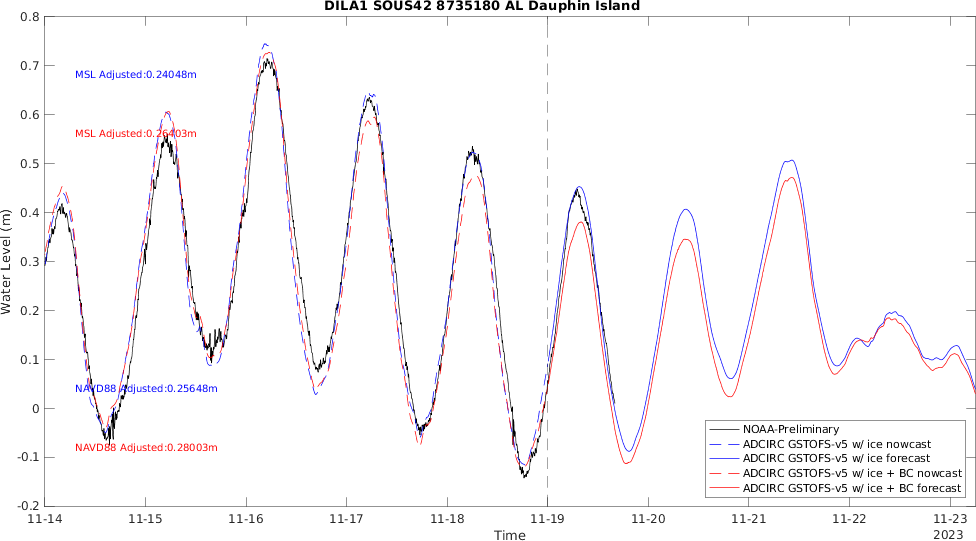 DILA1 SOUS42 8735180 AL Dauphin Island
0.8
0.7
MSL Adjusted:0.24048m
0.6
MSL Adjusted:0.26403m
0.5
0.4
0.3
Water Level (m)
0.2
0.1
NAVD88 Adjusted:0.25648m
0
NAVD88 Adjusted:0.28003m
-0.1
-0.2
NOAA-Preliminary
ADCIRC GSTOFS-v5 w/ ice nowcast
ADCIRC GSTOFS-v5 w/ ice forecast
ADCIRC GSTOFS-v5 w/ ice + BC nowcast
ADCIRC GSTOFS-v5 w/ ice + BC forecast
11-14 11-15 11-16 11-17 11-18 11-19 11-20 11-21 11-22 11-23
Time
2023